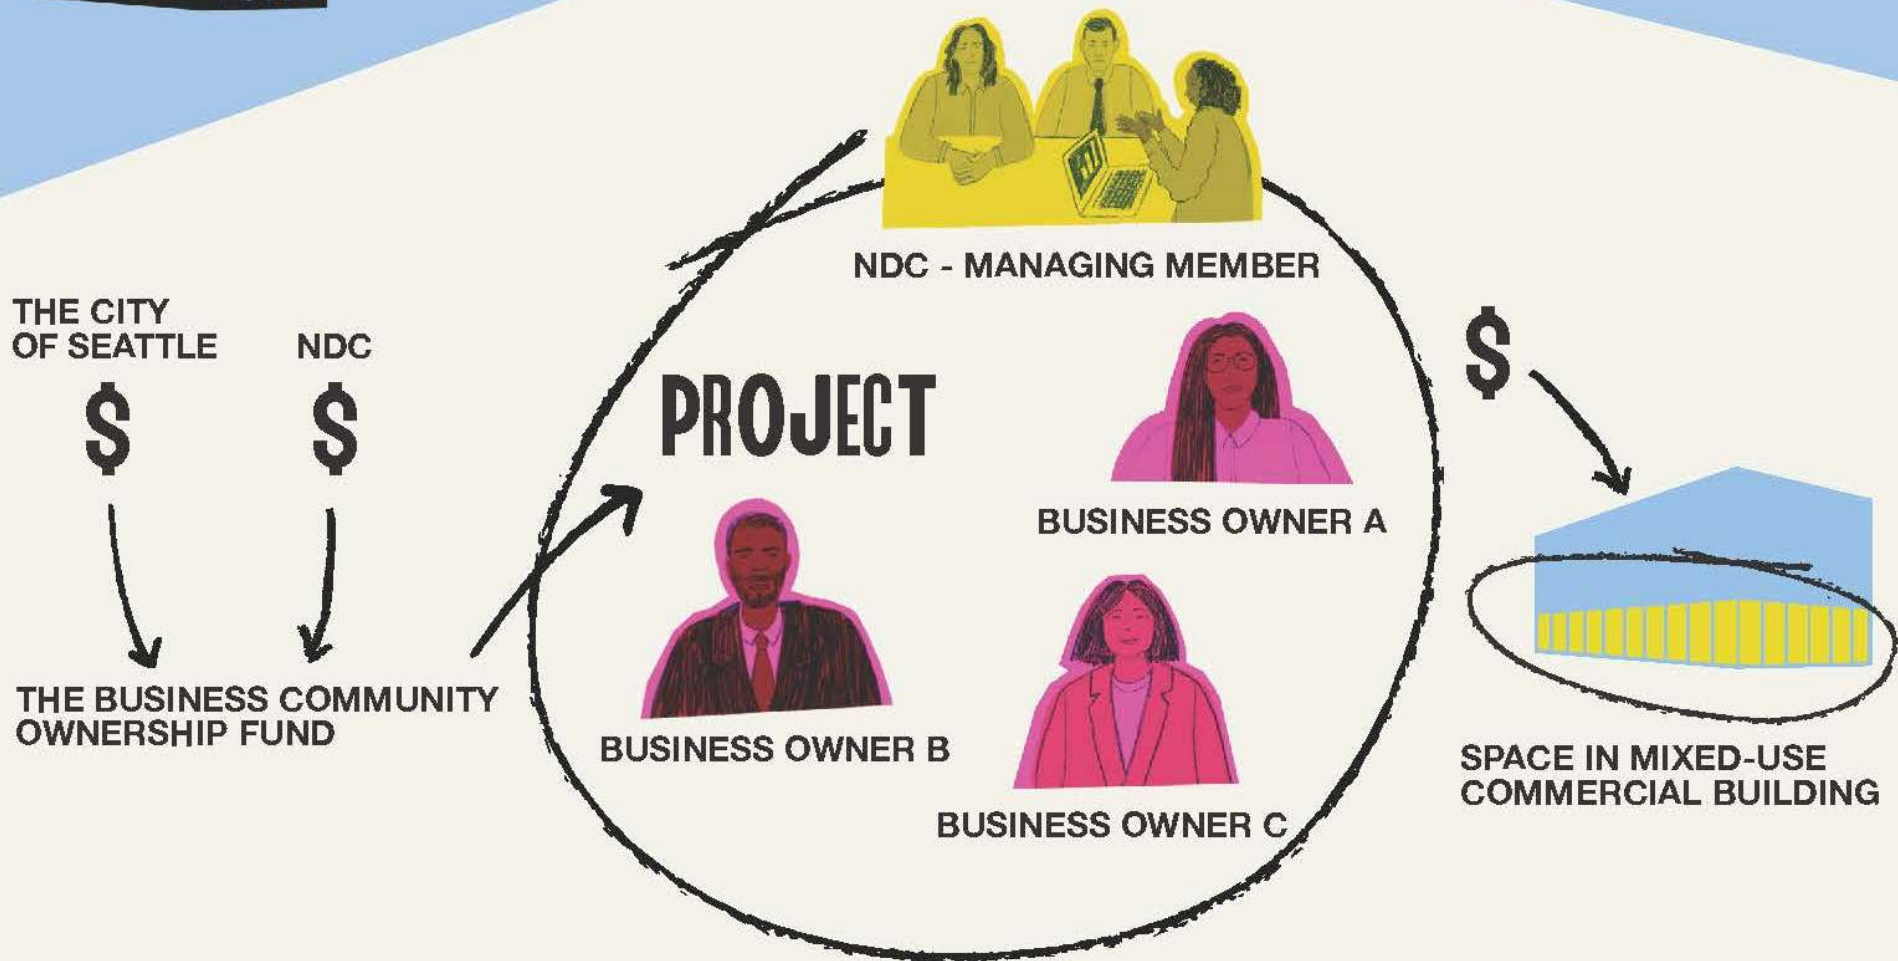 NDC - MANAGING MEMBER
THE CITY
OF SEATTLE
$
NDC
$
THE BUSINESS COMMUNITY
OWNERSHIP FUND
PROJECT
BUSINESS OWNER A
BUSINESS OWNER B
BUSINESS OWNER C
$
SPACE IN MIXED-USE
COMMERCIAL BUILDING